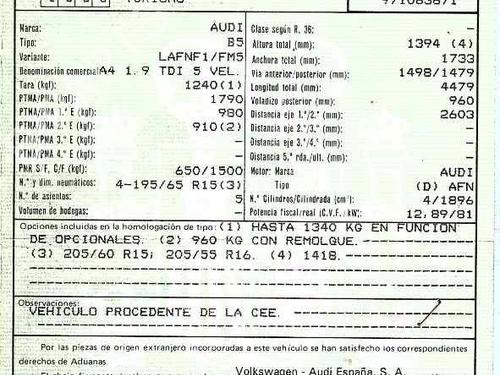 TURISMO
Marca: AUDI
Tipo: B5
Variante: LAFNF1/FM5
Denominación comercial A4 1.9 TDI 5 VEL.
Tara (kgf): 1240(1)
PTMA/PMA (kgf): 1790
PTMA/PMA 1.º E (kgf): 980
PTMA/PMA 2.º E (kgf): 910(2)
PTMA/PMA 3.º E (kgf): –
PTMA/PMA 4.º E (kgf): –
PMR S/F, C/F (kgf): 650/1500
N.º y dim. neumáticos: 4-195/65 R15(3)
N.º de asientos: 5
Volumen de bodegas: –
Clase según R. 36: –
Altura total (mm): 1394 (4)
Anchura total (mm): 1733
Via anterior/posterior (mm): 1498/1479
Longitud total (mm): 4479
Voladizo posterior (mm): 960
Distancia eje 1.º/2.º (mm): 2603
Distancia eje 2.º/3.º (mm): –
Distancia eje 3.º/4.º (mm): –
Distancia 5.ª rda./ult. (mm): –
Motor: Marca AUDI
Tipo (D) AFN
N.º Cilindros/Cilindrada (cm³): 4/1896
Potencia fiscal/real (C.V.F./kW): 12,89/81
Opciones incluidas en la homologación de tipo: (1) HASTA 1340 KG EN FUNCION
DE OPCIONALES. (2) 960 KG CON REMOLQUE.
(3) 205/60 R15; 205/55 R16. (4) 1418.
Observaciones:
VEHICULO PROCEDENTE DE LA CEE.
Por las piezas de origen extranjero incorporadas a este vehículo se han satisfecho los correspondientes
derechos de Aduanas.
Volkswagen - Audi España, S. A.